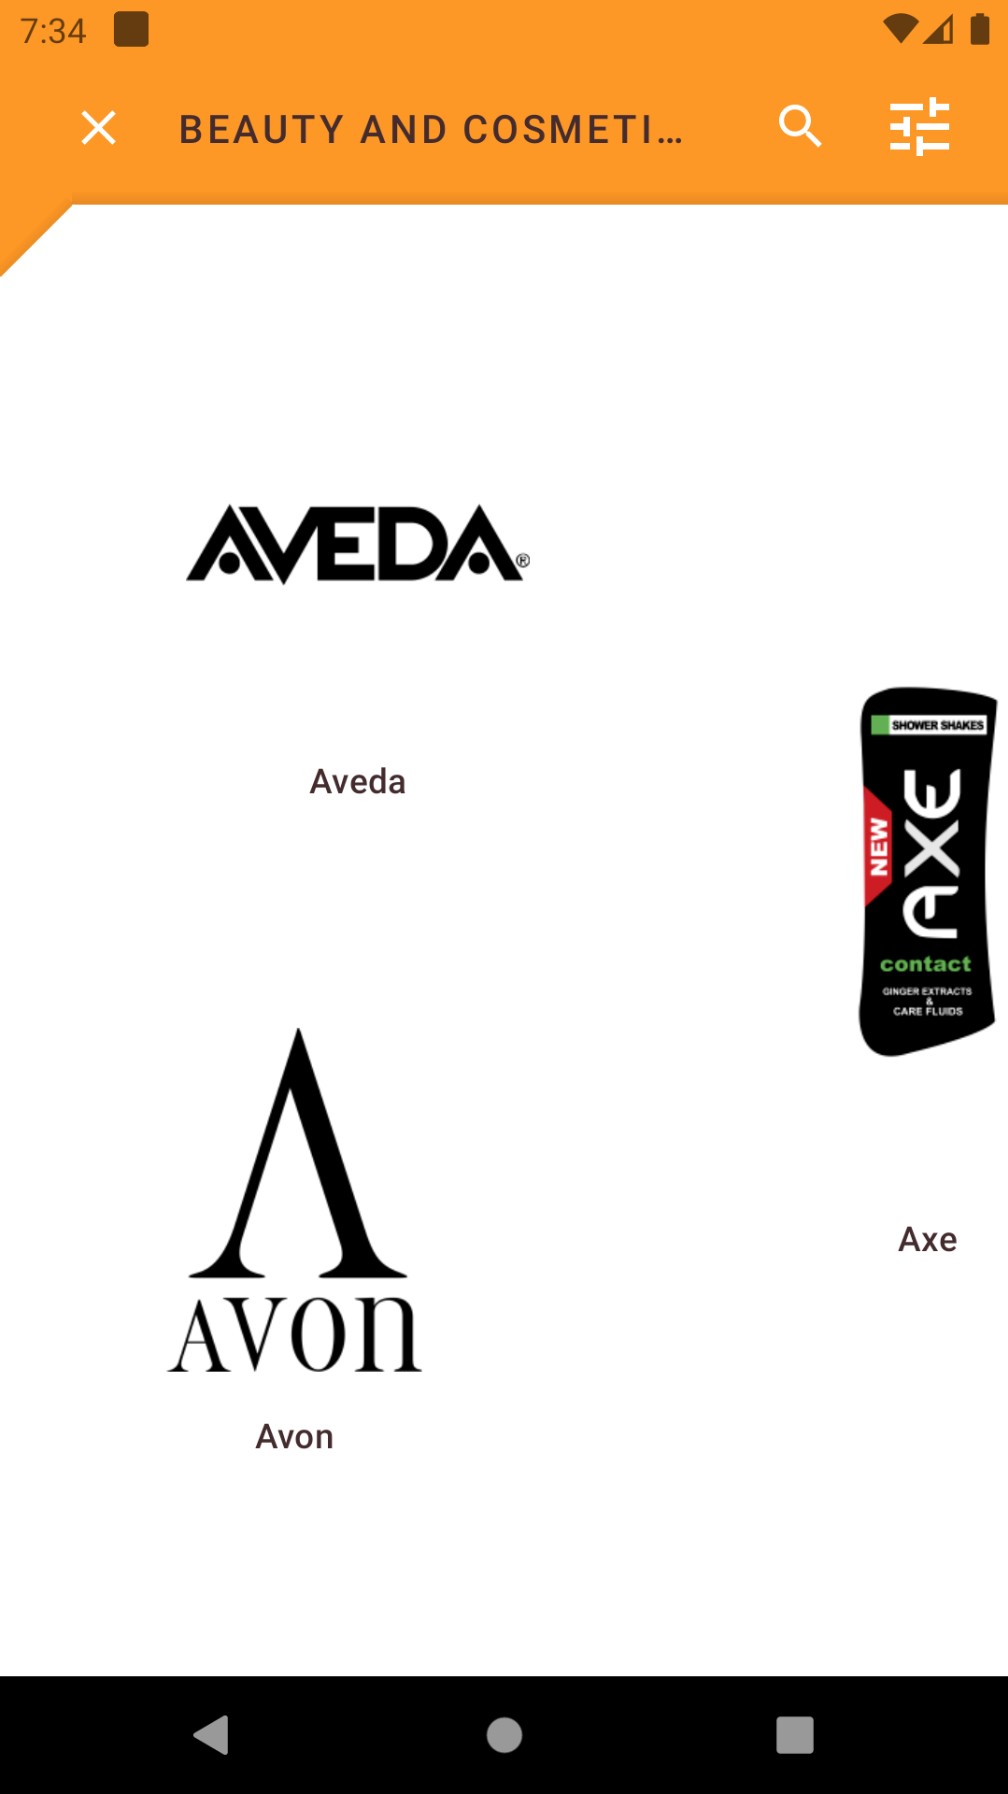 7:34
BEAUTY AND COSMETI...
AVEDA®
Aveda
SHOWER SHAKES
NEW
AXE
contact
GINGER EXTRACTS
&
CARE FLUIDS
Axe
AVON
Avon